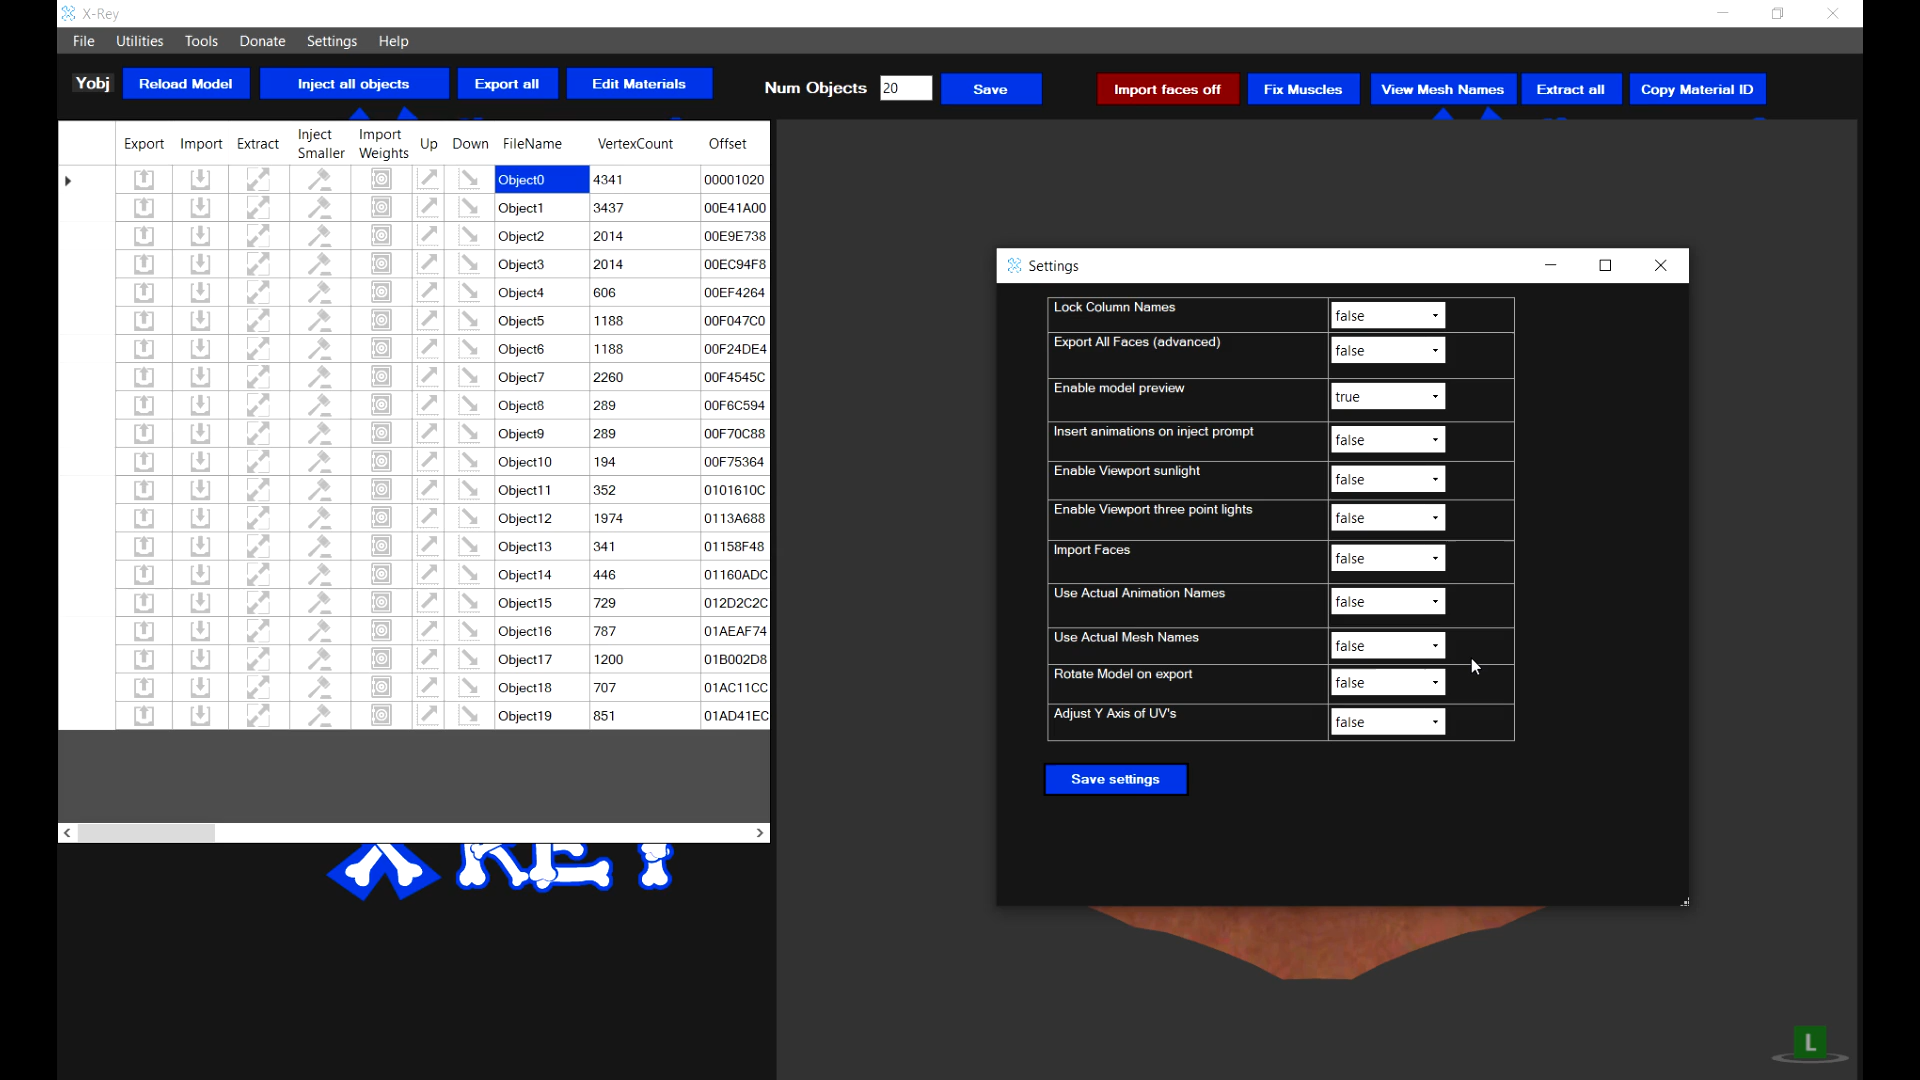 X-Rey
File Utilities Tools Donate Settings Help
Yobj Reload Model Inject all objects Export all Edit Materials Num Objects 20 Save Import faces off Fix Muscles View Mesh Names Extract all Copy Material ID
Export Import Extract Inject Smaller Import Weights Up Down FileName VertexCount Offset
Object0 4341 00001020
Object1 3437 00E41A00
Object2 2014 00E9E738
Object3 2014 00EC94F8
Object4 606 00EF4264
Object5 1188 00F047C0
Object6 1188 00F24DE4
Object7 2260 00F4545C
Object8 289 00F6C594
Object9 289 00F70C88
Object10 194 00F75364
Object11 352 0101610C
Object12 1974 0113A688
Object13 341 01158F48
Object14 446 01160ADC
Object15 729 012D2C2C
Object16 787 01AEAF74
Object17 1200 01B002D8
Object18 707 01AC11CC
Object19 851 01AD41EC
Settings
Lock Column Names false
Export All Faces (advanced) false
Enable model preview true
Insert animations on inject prompt false
Enable Viewport sunlight false
Enable Viewport three point lights false
Import Faces false
Use Actual Animation Names false
Use Actual Mesh Names false
Rotate Model on export false
Adjust Y Axis of UV's false
Save settings
L